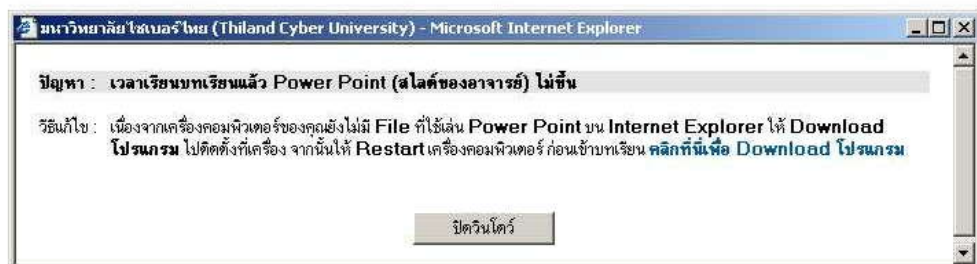 มหาวิทยาลัยไซเบอร์ไทย (Thiland Cyber University) - Microsoft Internet Explorer
ปัญหา : เวลาเรียนบทเรียนแล้ว Power Point (สไลด์ของอาจารย์) ไม่ขึ้น
วิธีแก้ไข : เนื่องจากเครื่องคอมพิวเตอร์ของคุณยังไม่มี File ที่ใช้เล่น Power Point บน Internet Explorer ให้ Download
โปรแกรม ไปติดตั้งที่เครื่อง จากนั้นให้ Restart เครื่องคอมพิวเตอร์ ก่อนเข้าบทเรียน คลิกที่นี่เพื่อ Download โปรแกรม
ปิดวินโดว์